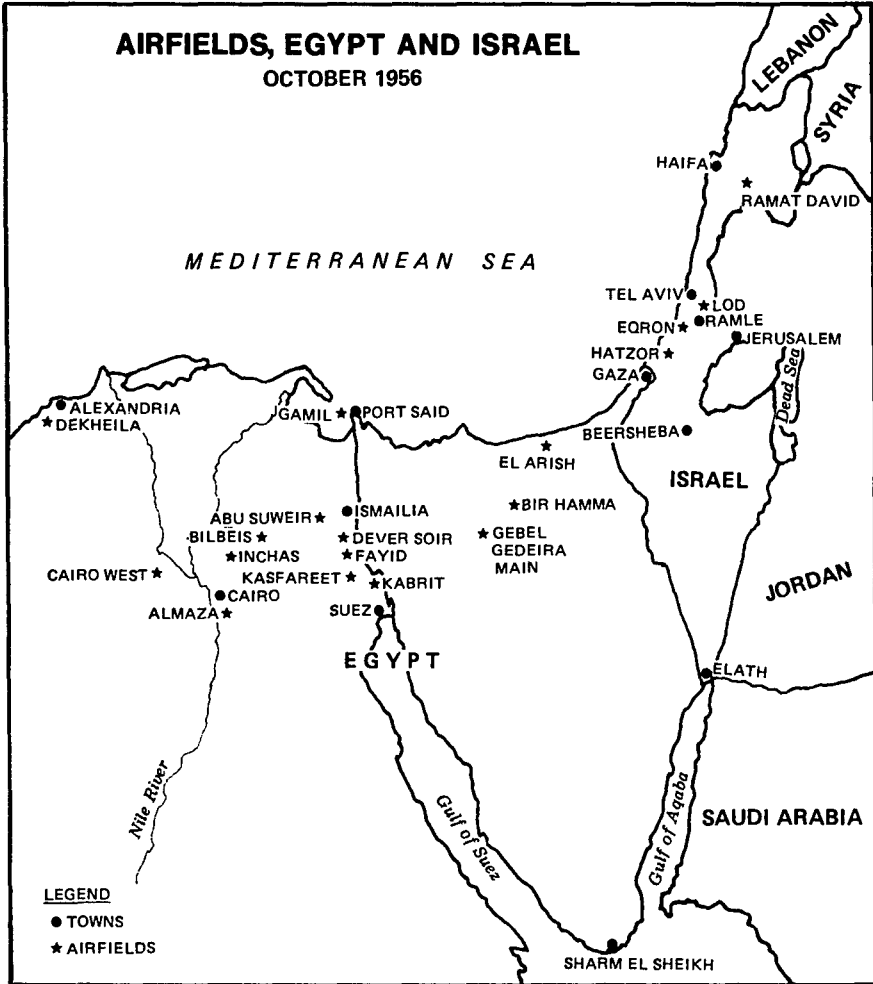 AIRFIELDS, EGYPT AND ISRAEL
OCTOBER 1956
LEBANON
SYRIA
HAIFA
RAMAT DAVID
MEDITERRANEAN SEA
TEL AVIV
LOD
RAMLE
EQRON
JERUSALEM
HATZOR
GAZA
Dead Sea
ALEXANDRIA
DEKHEILA
GAMIL
PORT SAID
BEERSHEBA
EL ARISH
ISRAEL
BIR HAMMA
ISMAILIA
ABU SUWEIR
BILBEIS
DEVER SOIR
GEBEL
GEDEIRA
MAIN
INCHAS
FAYID
CAIRO WEST
KASFAREET
KABRIT
CAIRO
ALMAZA
SUEZ
JORDAN
EGYPT
ELATH
Nile River
Gulf of Suez
Gulf of Aqaba
SAUDI ARABIA
LEGEND
TOWNS
AIRFIELDS
SHARM EL SHEIKH